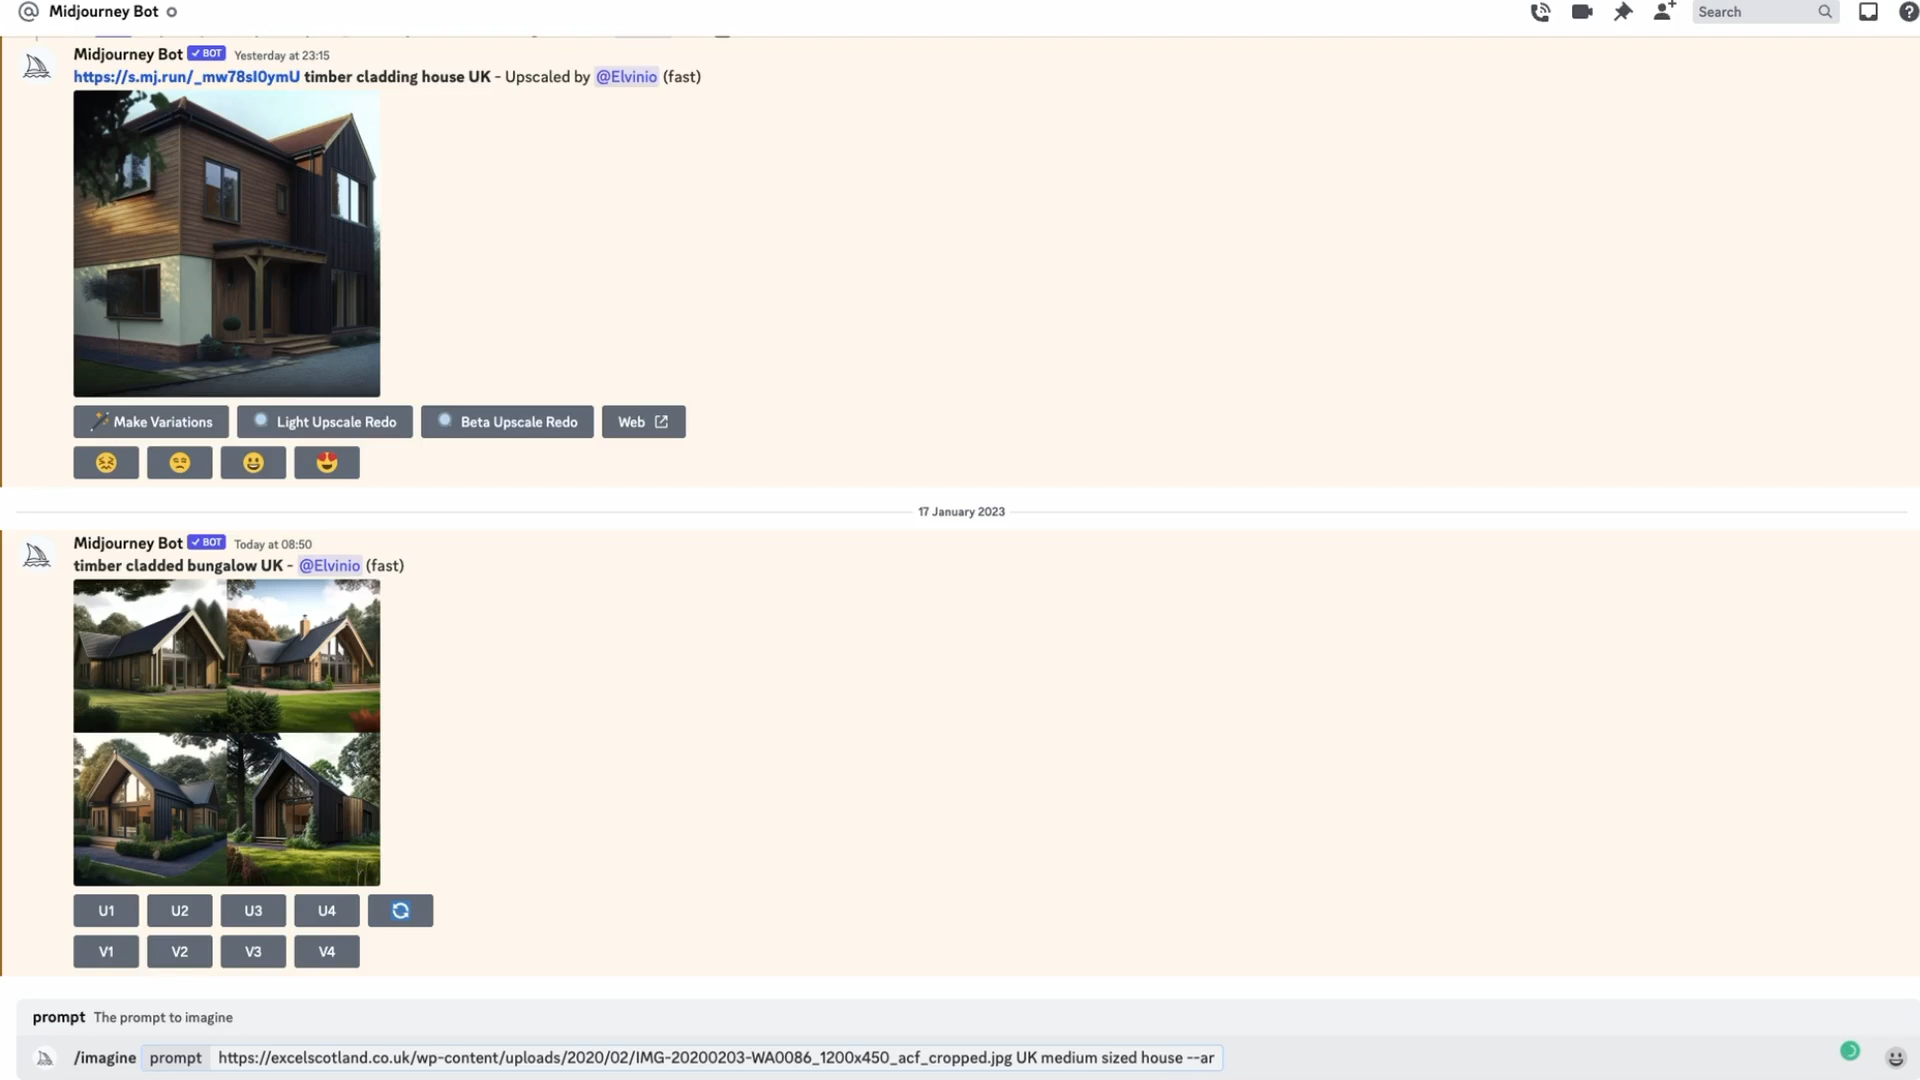 Midjourney Bot
Search
Midjourney Bot BOT Yesterday at 23:15
https://s.mj.run/_mw78sI0ymU timber cladding house UK - Upscaled by @Elvinio (fast)
Make Variations Light Upscale Redo Beta Upscale Redo Web
17 January 2023
Midjourney Bot BOT Today at 08:50
timber cladded bungalow UK - @Elvinio (fast)
U1 U2 U3 U4
V1 V2 V3 V4
prompt The prompt to imagine
/imagine prompt https://excelscotland.co.uk/wp-content/uploads/2020/02/IMG-20200203-WA0086_1200x450_acf_cropped.jpg UK medium sized house --ar